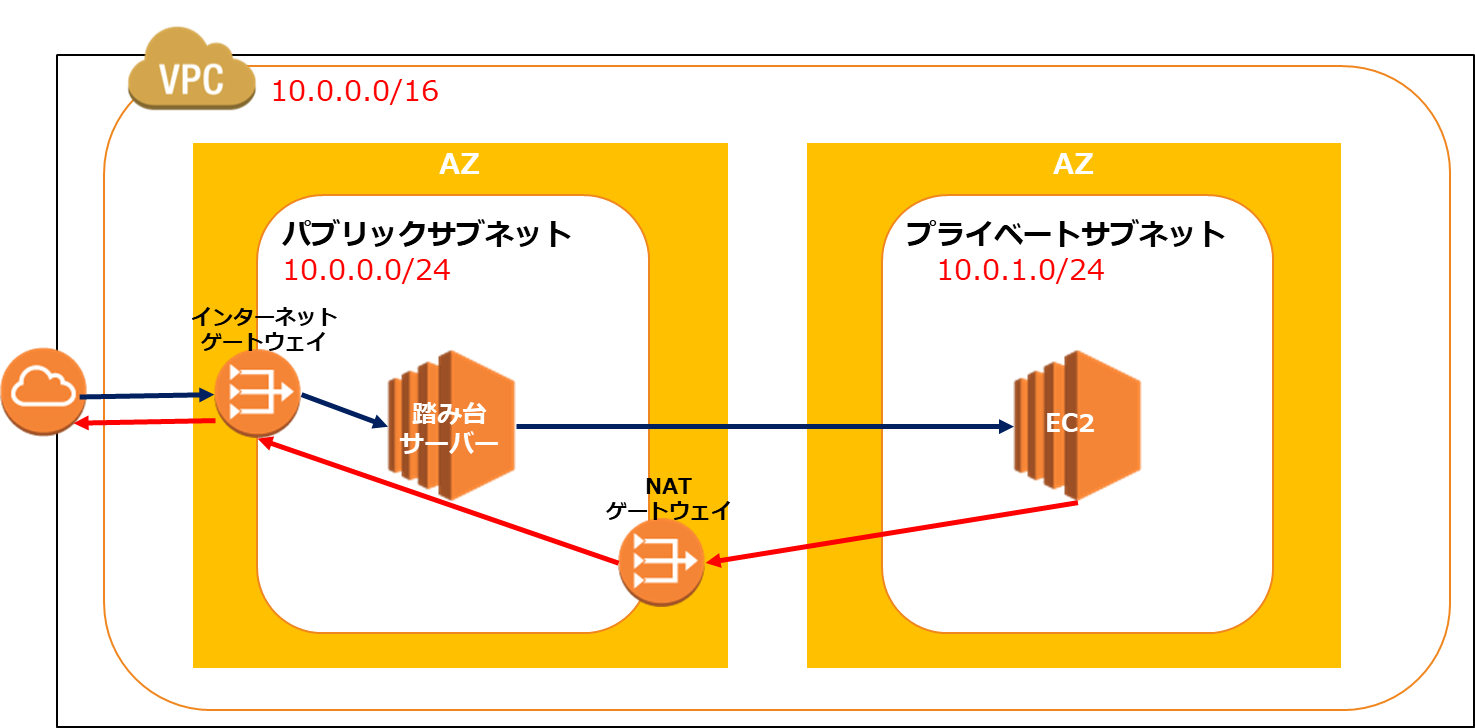 VPC
10.0.0.0/16
AZ
パブリックサブネット
10.0.0.0/24
インターネット
ゲートウェイ
踏み台
サーバー
NAT
ゲートウェイ
AZ
プライベートサブネット
10.0.1.0/24
EC2